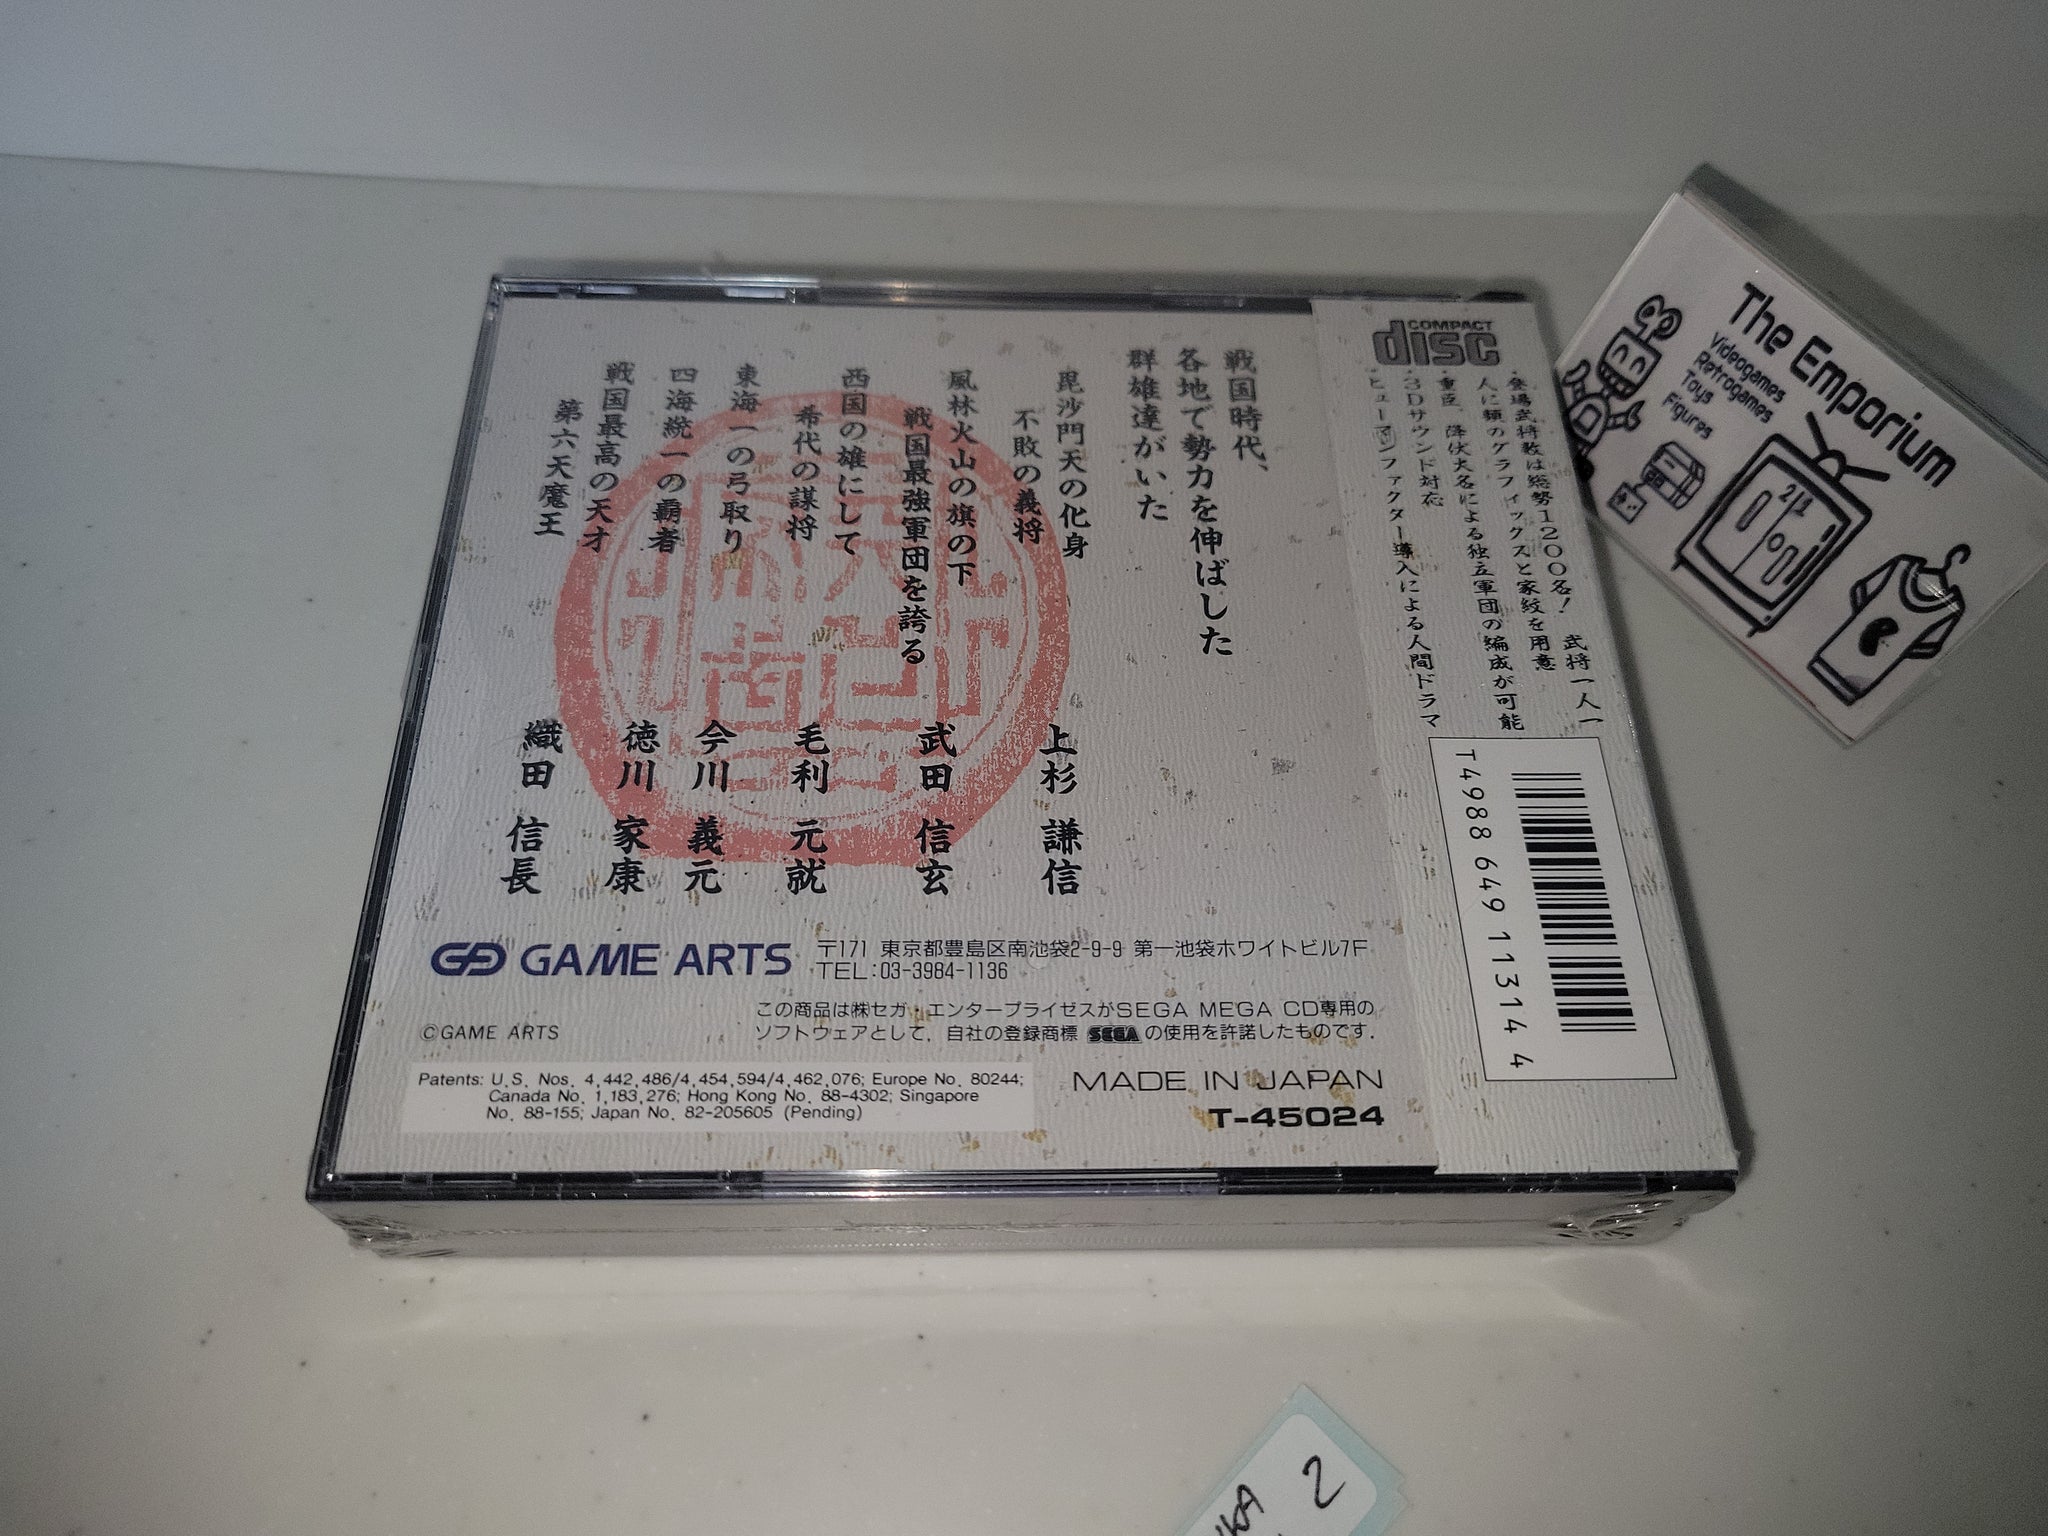 戦国時代、
各地で勢力を伸ばした
群雄達がいた
毘沙門天の化身
不敗の義将
上杉 謙信
風林火山の旗の下
戦国最強軍団を誇る
武田 信玄
西国の雄にして
希代の謀将
毛利 元就
東海一の弓取り
今川 義元
四海統一の覇者
徳川 家康
戦国最高の天才
第六天魔王
織田 信長
GAME ARTS
〒171 東京都豊島区南池袋2-9-9 第一池袋ホワイトビル7F
TEL:03-3984-1136
この商品は㈱セガ・エンタープライゼスがSEGA MEGA CD専用の
ソフトウェアとして、自社の登録商標 SEGA の使用を許諾したものです.
©GAME ARTS
Patents: U.S. Nos. 4,442,486/4,454,594/4,462,076; Europe No. 80244;
Canada No. 1,183,276; Hong Kong No. 88-4302; Singapore
No. 88-155; Japan No. 82-205605 (Pending)
MADE IN JAPAN
T-45024
COMPACT
disc
・登場武将数は総勢1200名! 武将一人一
人に顔のグラフィックスと家紋を用意
・重臣、降伏大名による独立軍団の編成が可能
・3Dサウンド対応
・ヒューマンファクター導入による人間ドラマ
T4988 649 11314 4
The Emporium
Videogames
Retrogames
Toys
Figures
2